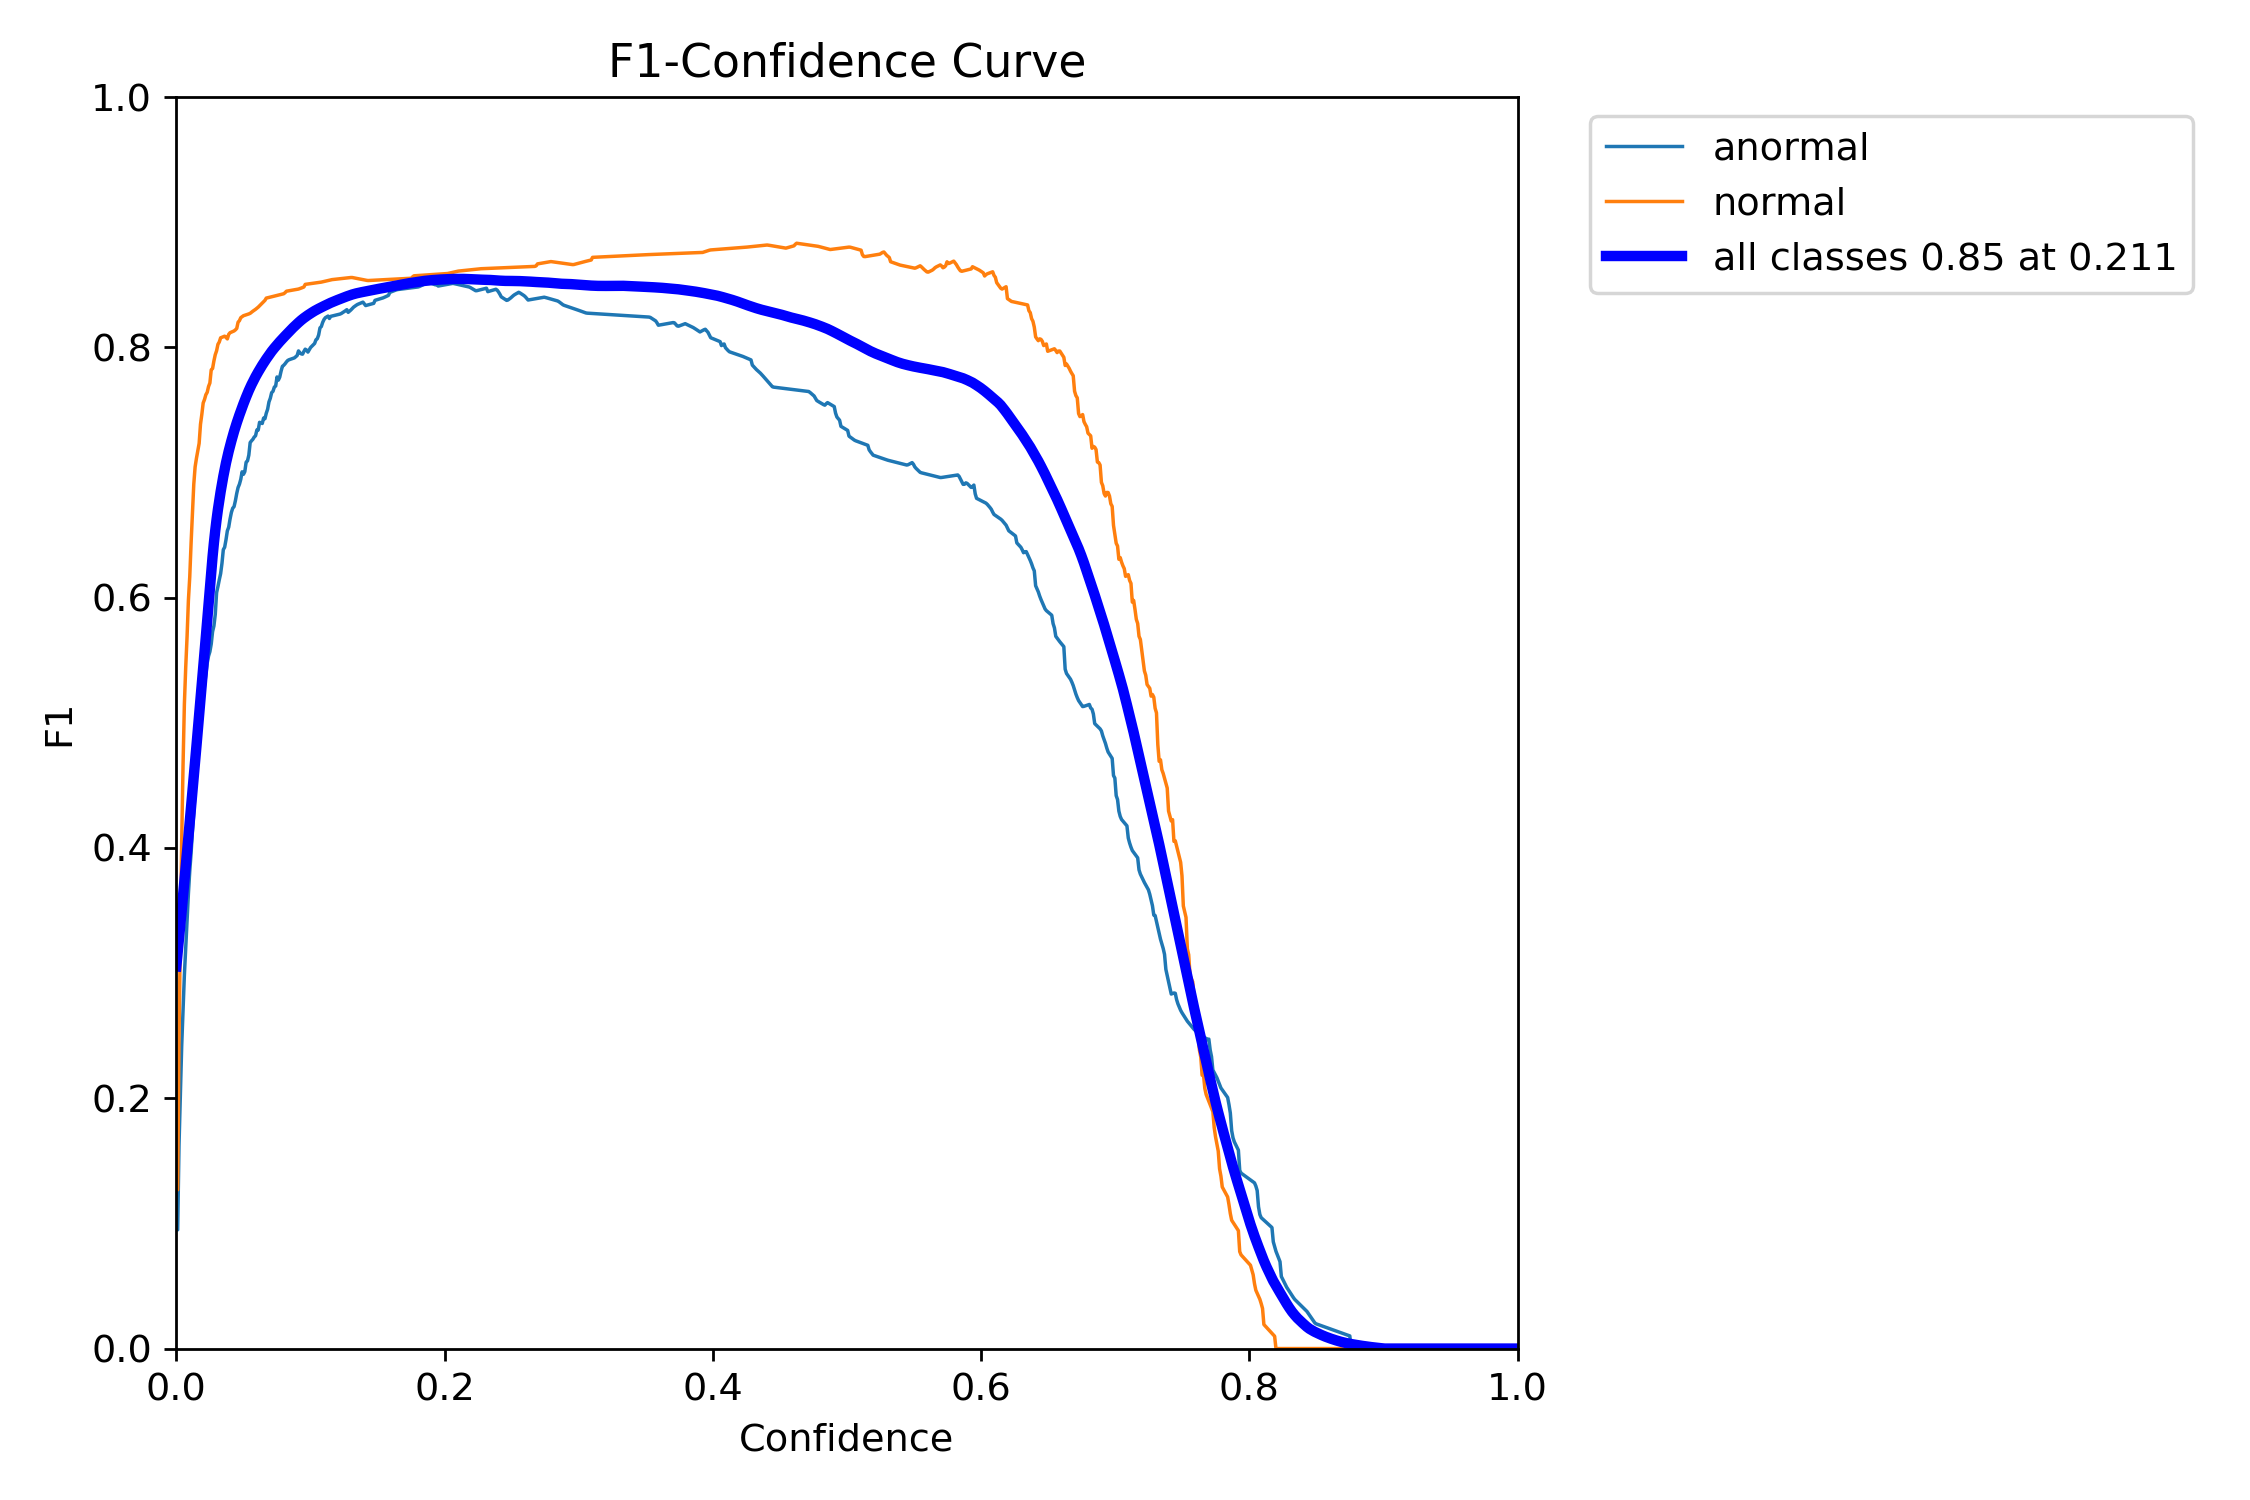 F1-Confidence Curve
anormal
normal
all classes 0.85 at 0.211
1.0
0.8
0.6
0.4
0.2
0.0
F1
0.0 0.2 0.4 0.6 0.8 1.0
Confidence